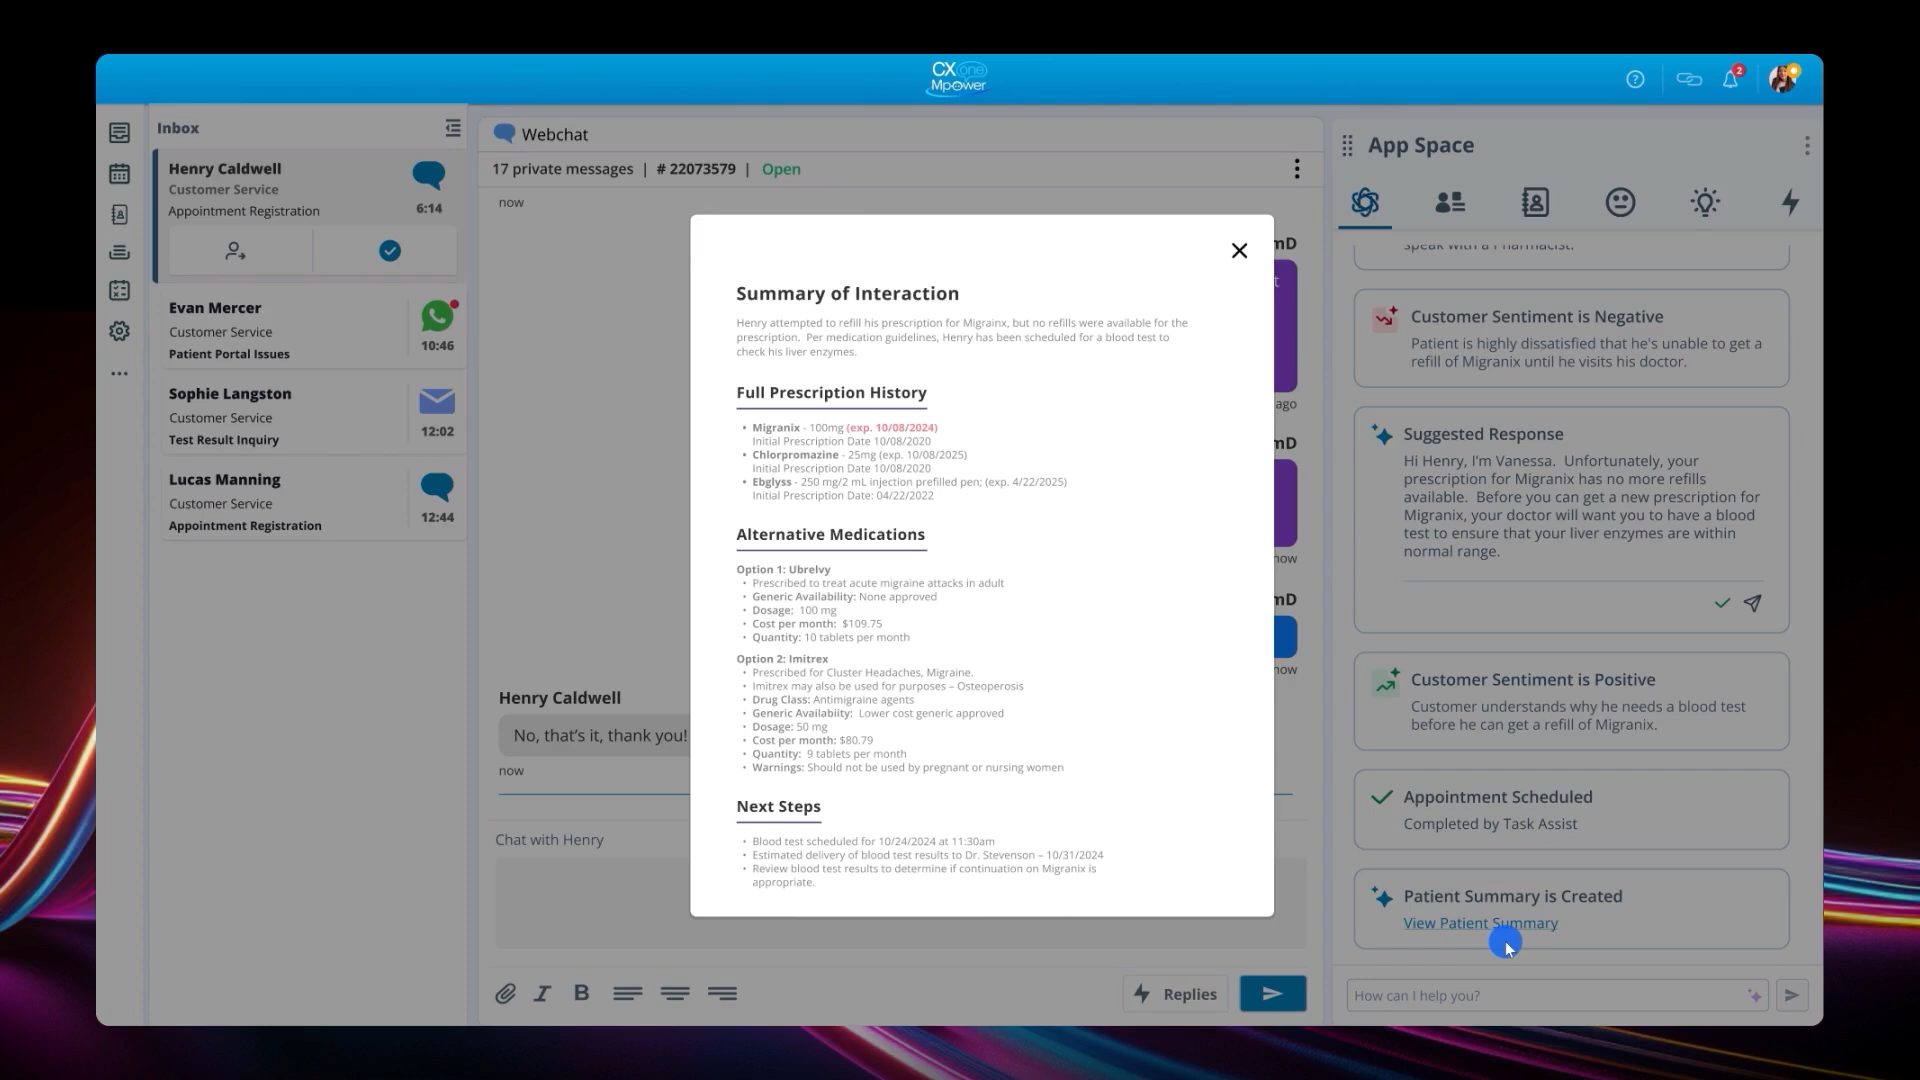 CXone
Mpower
2
Inbox
Henry Caldwell
Customer Service
Appointment Registration
6:14
Evan Mercer
Customer Service
Patient Portal Issues
10:46
Sophie Langston
Customer Service
Test Result Inquiry
12:02
Lucas Manning
Customer Service
Appointment Registration
12:44
Webchat
17 private messages | # 22073579 | Open
now
mD
t
ago
mD
now
mD
now
Henry Caldwell
No, that's it, thank you!
now
Chat with Henry
Replies
Summary of Interaction
Henry attempted to refill his prescription for Migrainx, but no refills were available for the
prescription. Per medication guidelines, Henry has been scheduled for a blood test to
check his liver enzymes.
Full Prescription History
• Migranix - 100mg (exp. 10/08/2024)
Initial Prescription Date 10/08/2020
• Chlorpromazine - 25mg (exp. 10/08/2025)
Initial Prescription Date 10/08/2020
• Ebglyss - 250 mg/2 mL injection prefilled pen; (exp. 4/22/2025)
Initial Prescription Date: 04/22/2022
Alternative Medications
Option 1: Ubrelvy
• Prescribed to treat acute migraine attacks in adult
• Generic Availability: None approved
• Dosage: 100 mg
• Cost per month: $109.75
• Quantity: 10 tablets per month
Option 2: Imitrex
• Prescribed for Cluster Headaches, Migraine.
• Imitrex may also be used for purposes – Osteoperosis
• Drug Class: Antimigraine agents
• Generic Availabiity: Lower cost generic approved
• Dosage: 50 mg
• Cost per month: $80.79
• Quantity: 9 tablets per month
• Warnings: Should not be used by pregnant or nursing women
Next Steps
• Blood test scheduled for 10/24/2024 at 11:30am
• Estimated delivery of blood test results to Dr. Stevenson – 10/31/2024
• Review blood test results to determine if continuation on Migranix is
appropriate.
App Space
speak with a Pharmacist.
Customer Sentiment is Negative
Patient is highly dissatisfied that he's unable to get a
refill of Migranix until he visits his doctor.
Suggested Response
Hi Henry, I'm Vanessa. Unfortunately, your
prescription for Migranix has no more refills
available. Before you can get a new prescription for
Migranix, your doctor will want you to have a blood
test to ensure that your liver enzymes are within
normal range.
Customer Sentiment is Positive
Customer understands why he needs a blood test
before he can get a refill of Migranix.
Appointment Scheduled
Completed by Task Assist
Patient Summary is Created
View Patient Summary
How can I help you?